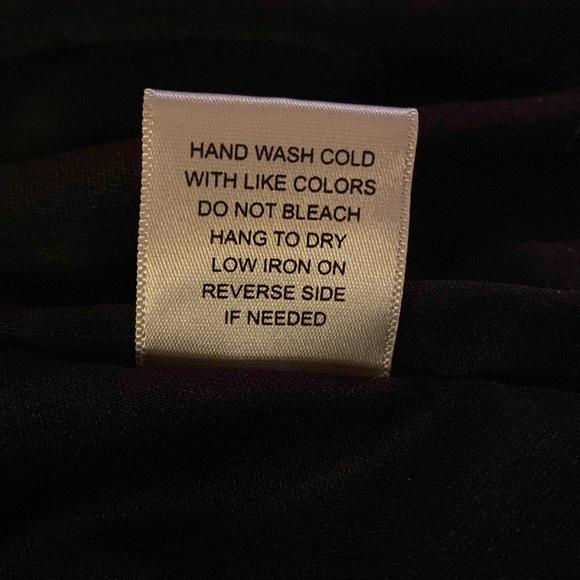 HAND WASH COLD
WITH LIKE COLORS
DO NOT BLEACH
HANG TO DRY
LOW IRON ON
REVERSE SIDE
IF NEEDED